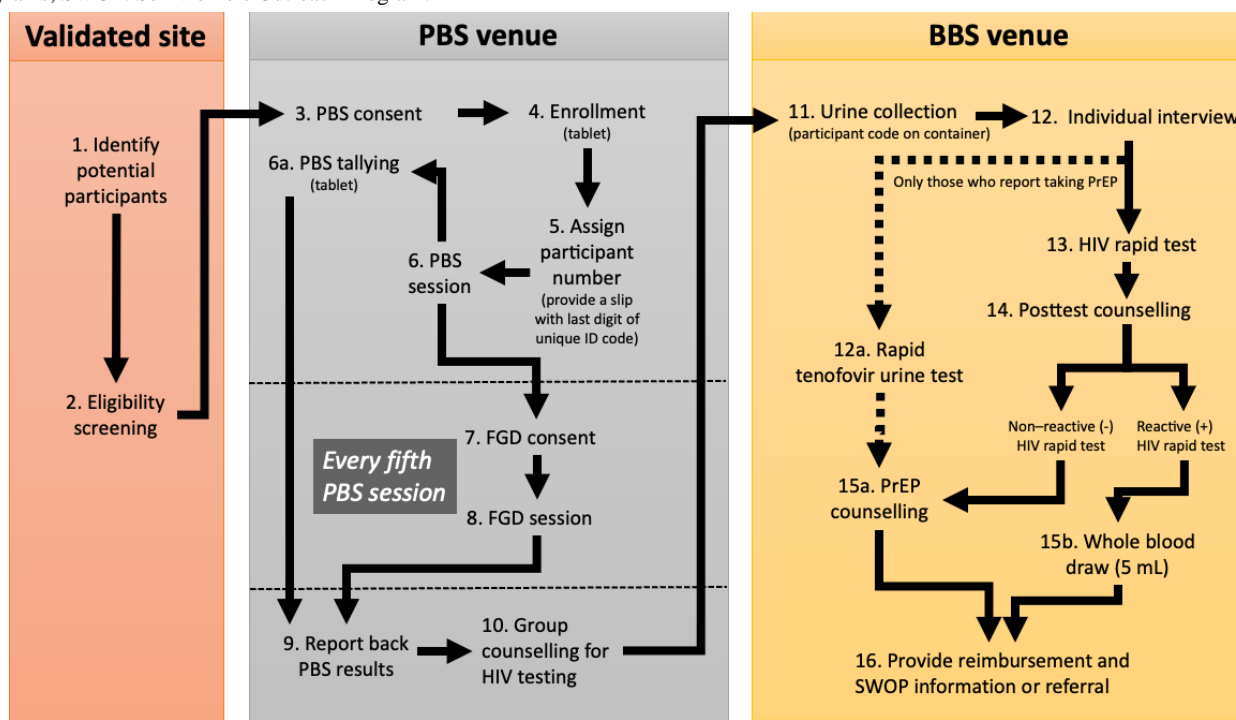 Validated site
1. Identify
potential
participants
2. Eligibility
screening
PBS venue
3. PBS consent
4. Enrollment
(tablet)
5. Assign
participant
number
(provide a slip
with last digit of
unique ID code)
6. PBS
session
6a. PBS tallying
(tablet)
Every fifth
PBS session
7. FGD consent
8. FGD session
9. Report back
PBS results
10. Group
counselling for
HIV testing
BBS venue
11. Urine collection
(participant code on container)
12. Individual interview
Only those who report taking PrEP
12a. Rapid
tenofovir urine test
13. HIV rapid test
14. Posttest counselling
Non–reactive (-)
HIV rapid test
Reactive (+)
HIV rapid test
15a. PrEP
counselling
15b. Whole blood
draw (5 mL)
16. Provide reimbursement and
SWOP information or referral